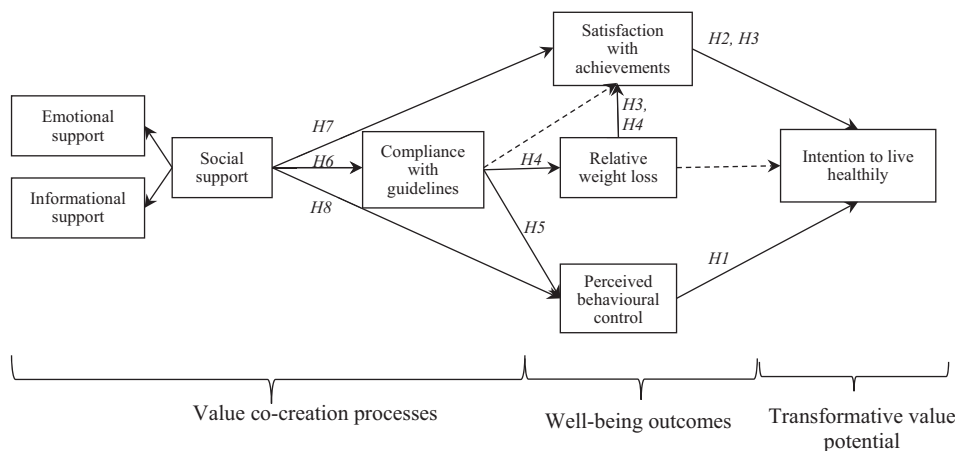 Satisfaction
with
achievements
H2, H3
Emotional
support
H3,
H4
H7
Social
support
H6
Compliance
with
guidelines
H4
Relative
weight loss
Intention to live
healthily
Informational
support
H8
H5
H1
Perceived
behavioural
control
Value co-creation processes
Well-being outcomes
Transformative value
potential